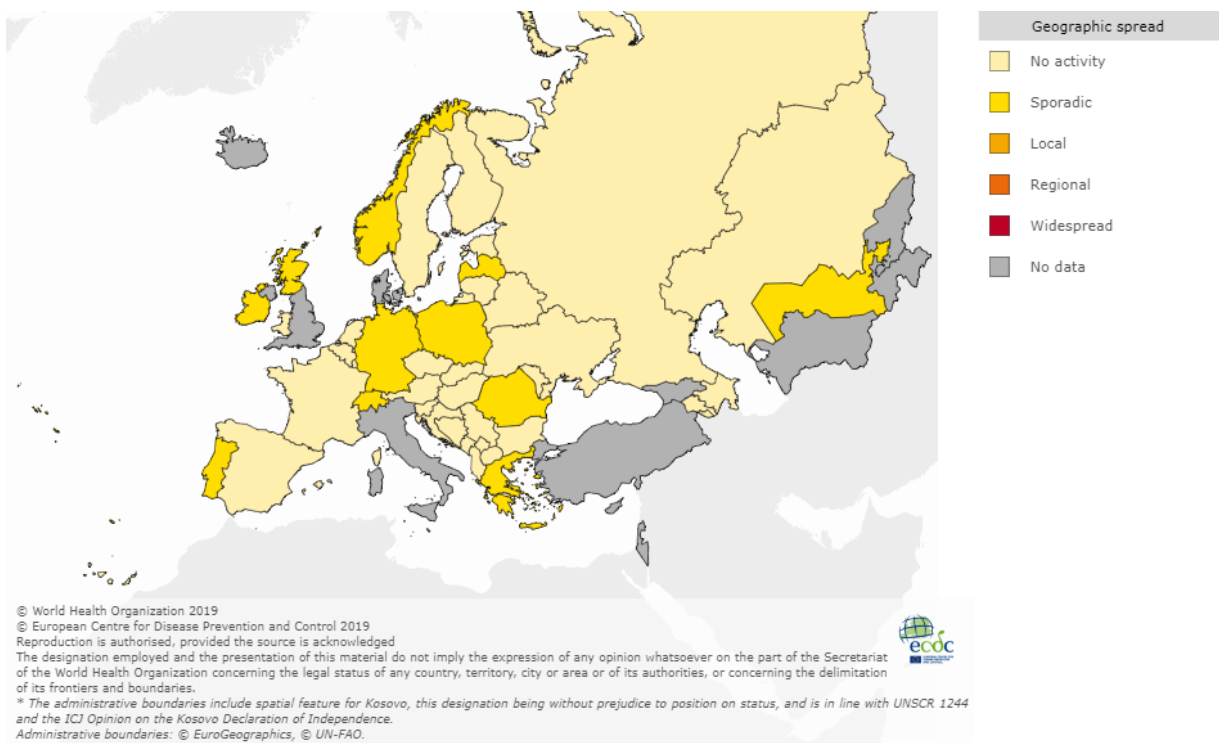 Geographic spread
No activity
Sporadic
Local
Regional
Widespread
No data
© World Health Organization 2019
© European Centre for Disease Prevention and Control 2019
Reproduction is authorised, provided the source is acknowledged
The designation employed and the presentation of this material do not imply the expression of any opinion whatsoever on the part of the Secretariat
of the World Health Organization concerning the legal status of any country, territory, city or area or of its authorities, or concerning the delimitation
of its frontiers and boundaries.
* The administrative boundaries include spatial feature for Kosovo, this designation being without prejudice to position on status, and is in line with UNSCR 1244
and the ICJ Opinion on the Kosovo Declaration of Independence.
Administrative boundaries: © EuroGeographics, © UN-FAO.
ecdc